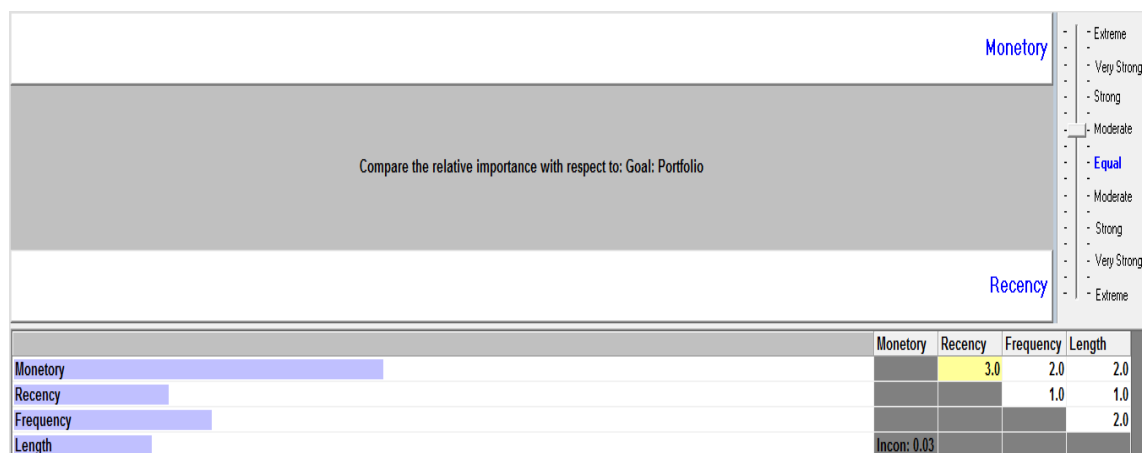 Monetory
Compare the relative importance with respect to: Goal: Portfolio
Recency
Extreme
Very Strong
Strong
Moderate
Equal
Moderate
Strong
Very Strong
Extreme
Monetory Recency Frequency Length
Monetory 3.0 2.0 2.0
Recency 1.0 1.0
Frequency 2.0
Length Incon: 0.03